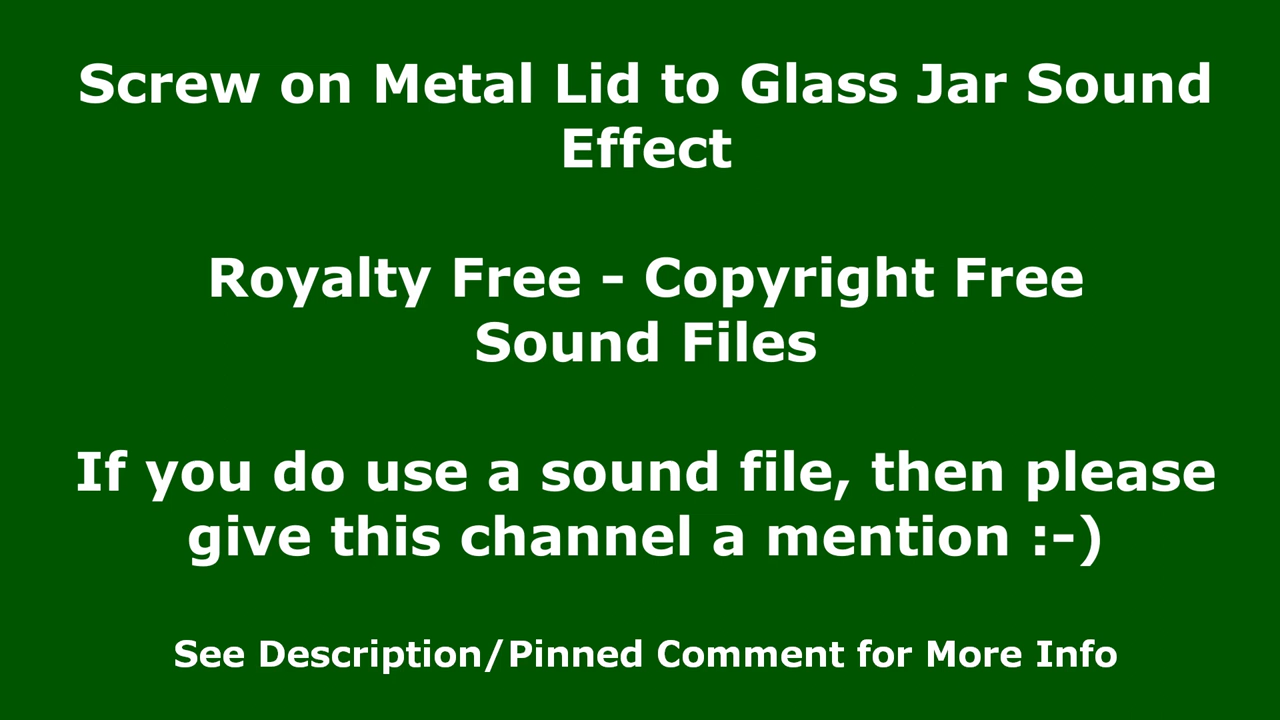 Screw on Metal Lid to Glass Jar Sound
Effect
Royalty Free - Copyright Free
Sound Files
If you do use a sound file, then please
give this channel a mention :-)
See Description/Pinned Comment for More Info